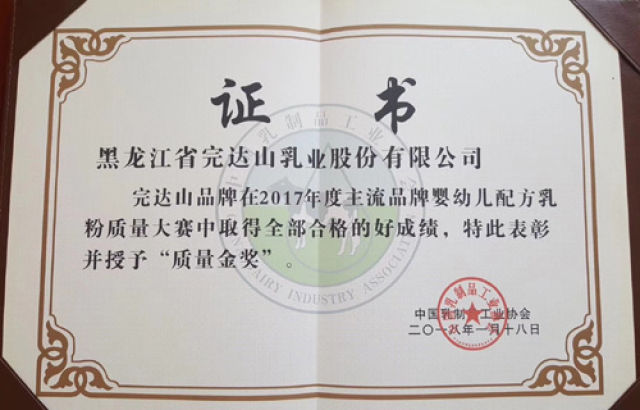 证 书
黑龙江省完达山乳业股份有限公司
完达山品牌在2017年度主流品牌婴幼儿配方乳
粉质量大赛中取得全部合格的好成绩，特此表彰
并授予“质量金奖”。
中国乳制品工业协会
二〇一八年一月十八日